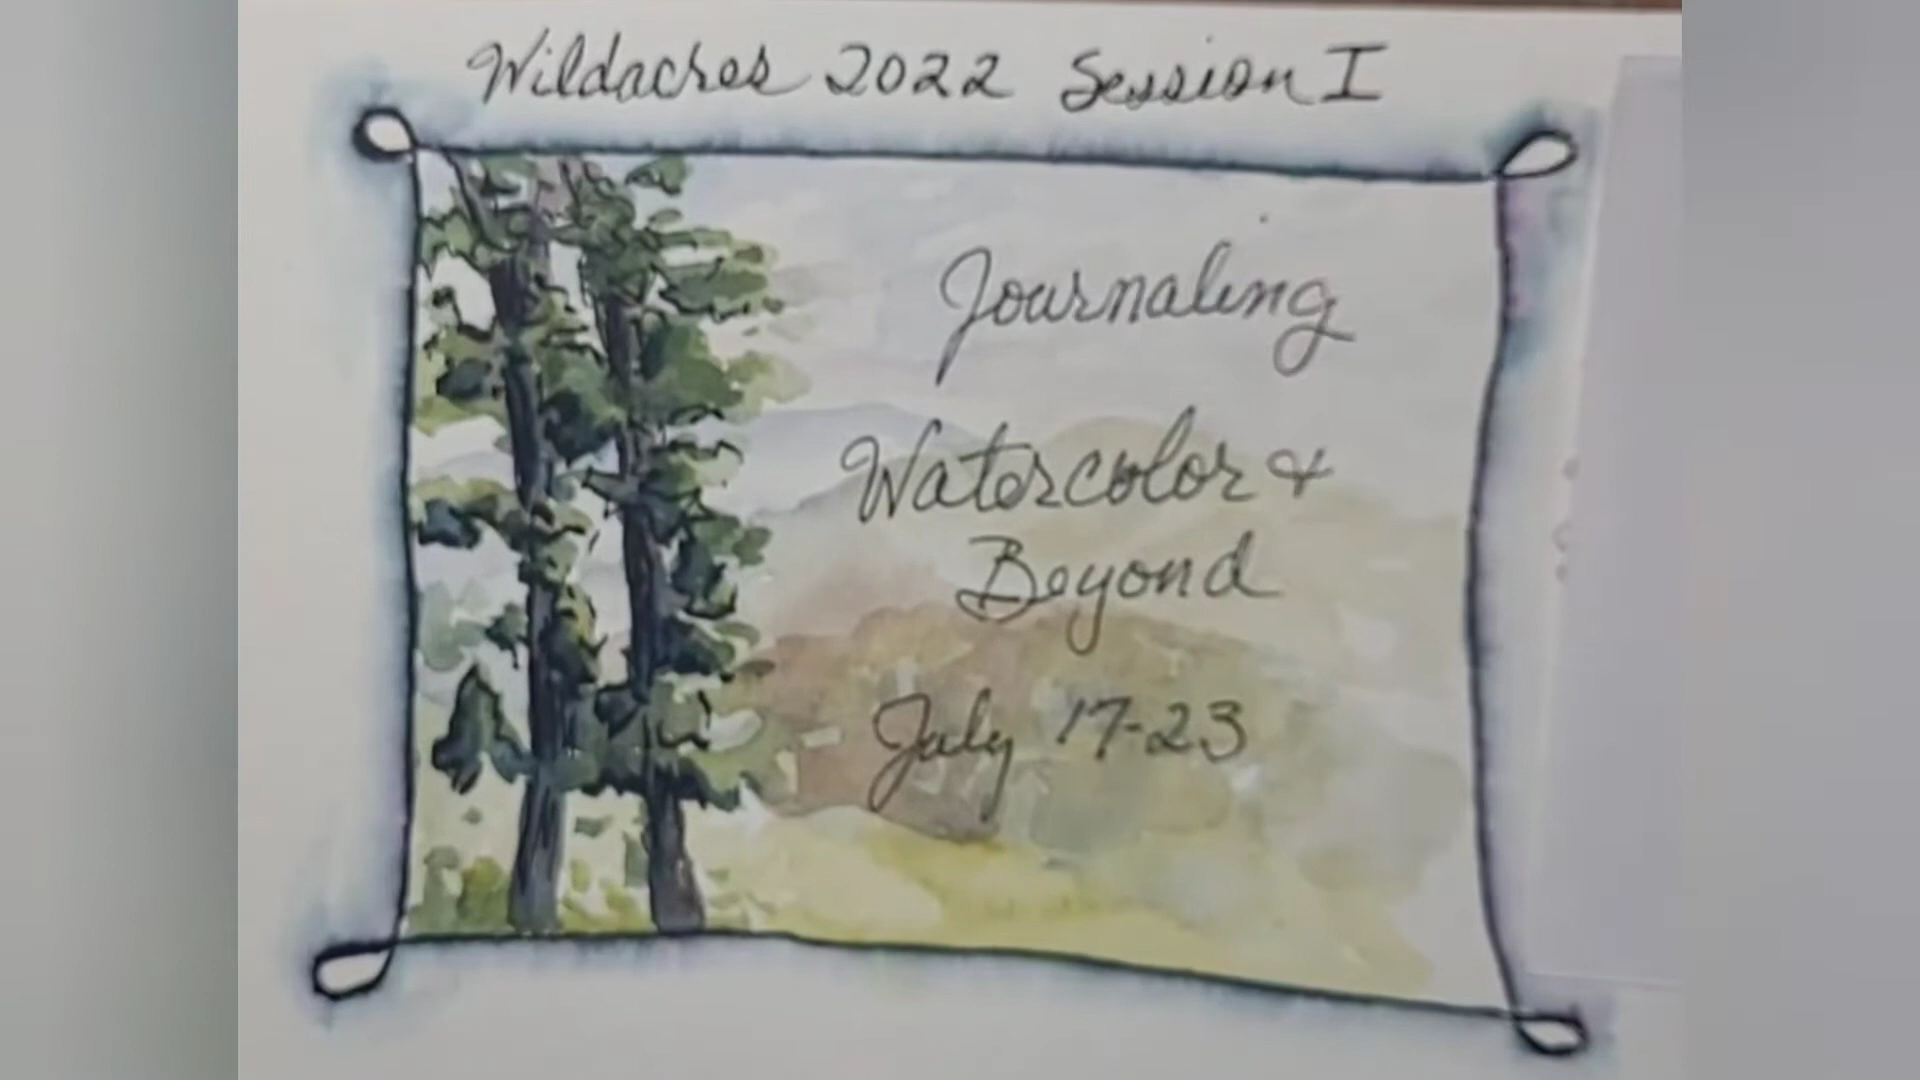 Wildacres 2022 Session I
Journaling
Watercolor &
Beyond
July 17-23